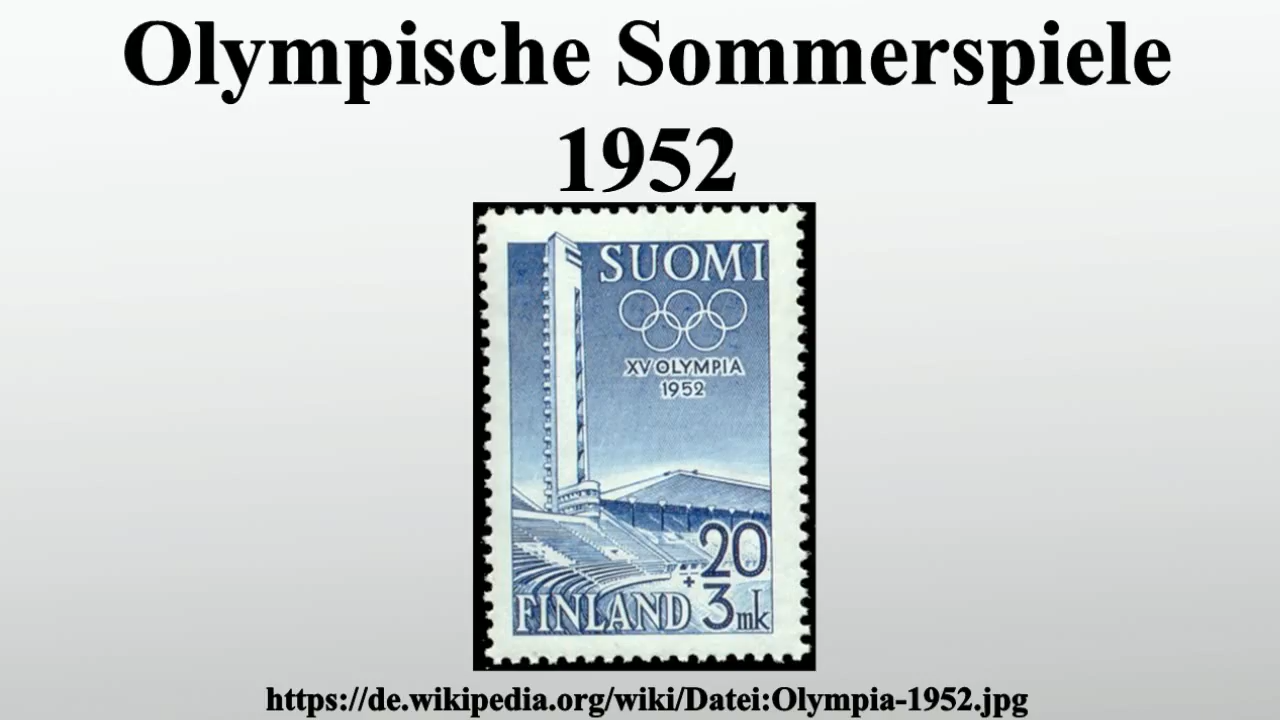 Olympische Sommerspiele
1952
SUOMI
XV OLYMPIA
1952
20
+
3mk
FINLAND
https://de.wikipedia.org/wiki/Datei:Olympia-1952.jpg